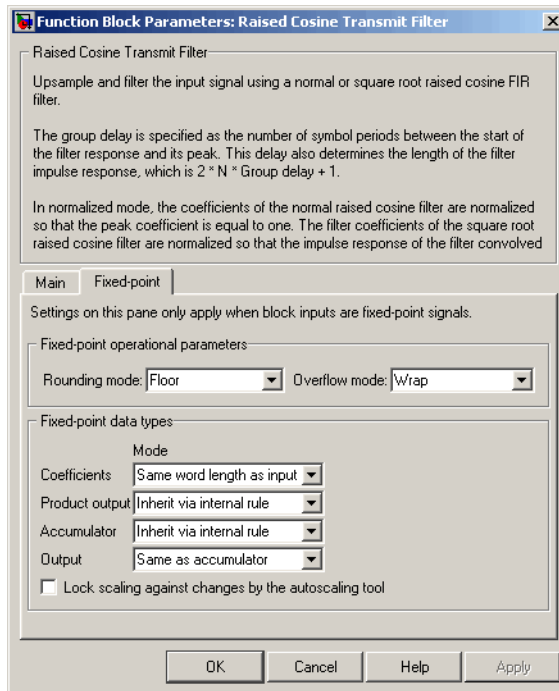 Function Block Parameters: Raised Cosine Transmit Filter
Raised Cosine Transmit Filter
Upsample and filter the input signal using a normal or square root raised cosine FIR
filter.
The group delay is specified as the number of symbol periods between the start of
the filter response and its peak. This delay also determines the length of the filter
impulse response, which is 2 * N * Group delay + 1.
In normalized mode, the coefficients of the normal raised cosine filter are normalized
so that the peak coefficient is equal to one. The filter coefficients of the square root
raised cosine filter are normalized so that the impulse response of the filter convolved
Main Fixed-point
Settings on this pane only apply when block inputs are fixed-point signals.
Fixed-point operational parameters
Rounding mode: Floor Overflow mode: Wrap
Fixed-point data types
Mode
Coefficients Same word length as input
Product output Inherit via internal rule
Accumulator Inherit via internal rule
Output Same as accumulator
Lock scaling against changes by the autoscaling tool
OK Cancel Help Apply